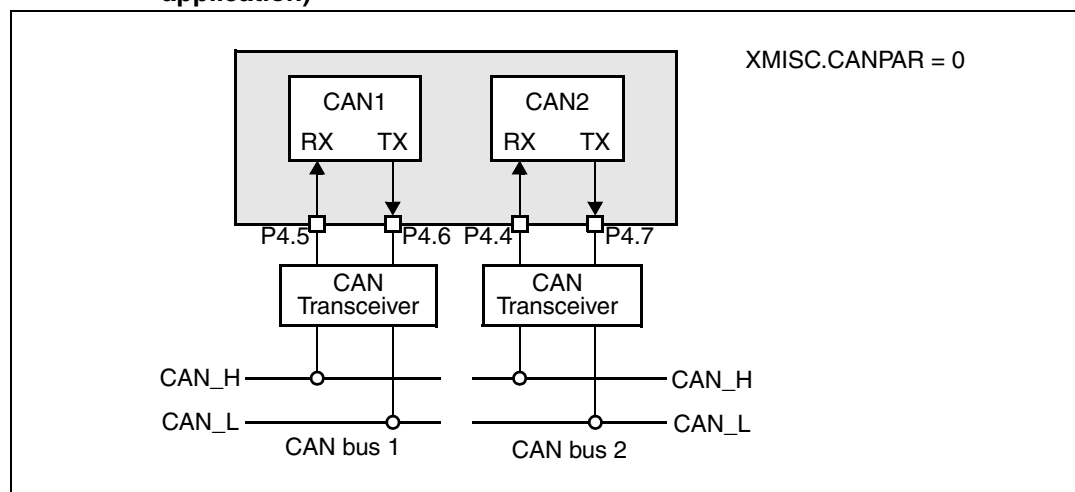 application)
XMISC.CANPAR = 0
CAN1
CAN2
RX TX
RX TX
P4.5 P4.6 P4.4 P4.7
CAN
Transceiver
CAN
Transceiver
CAN_H
CAN_H
CAN_L
CAN_L
CAN bus 1
CAN bus 2